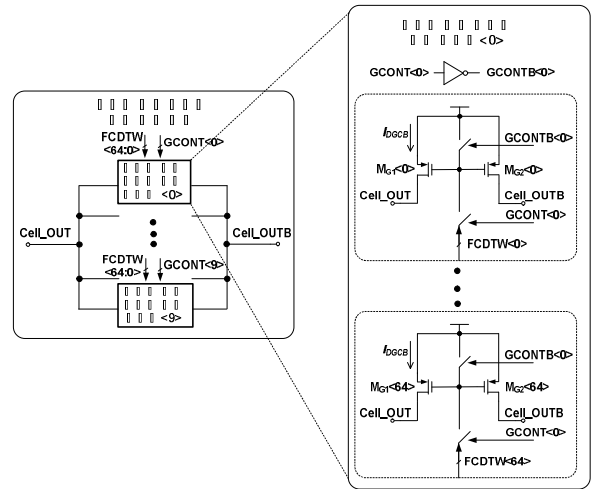 <0>
GCONT<0>
GCONTB<0>
FCDTW
<64:0>
GCONT<0>
<0>
Cell_OUT
Cell_OUTB
FCDTW
<64:0>
GCONT<9>
<9>
IDGCB
GCONTB<0>
MG1<0>
MG2<0>
Cell_OUT
Cell_OUTB
GCONT<0>
FCDTW<0>
IDGCB
GCONTB<0>
MG1<64>
MG2<64>
Cell_OUT
Cell_OUTB
GCONT<0>
FCDTW<64>